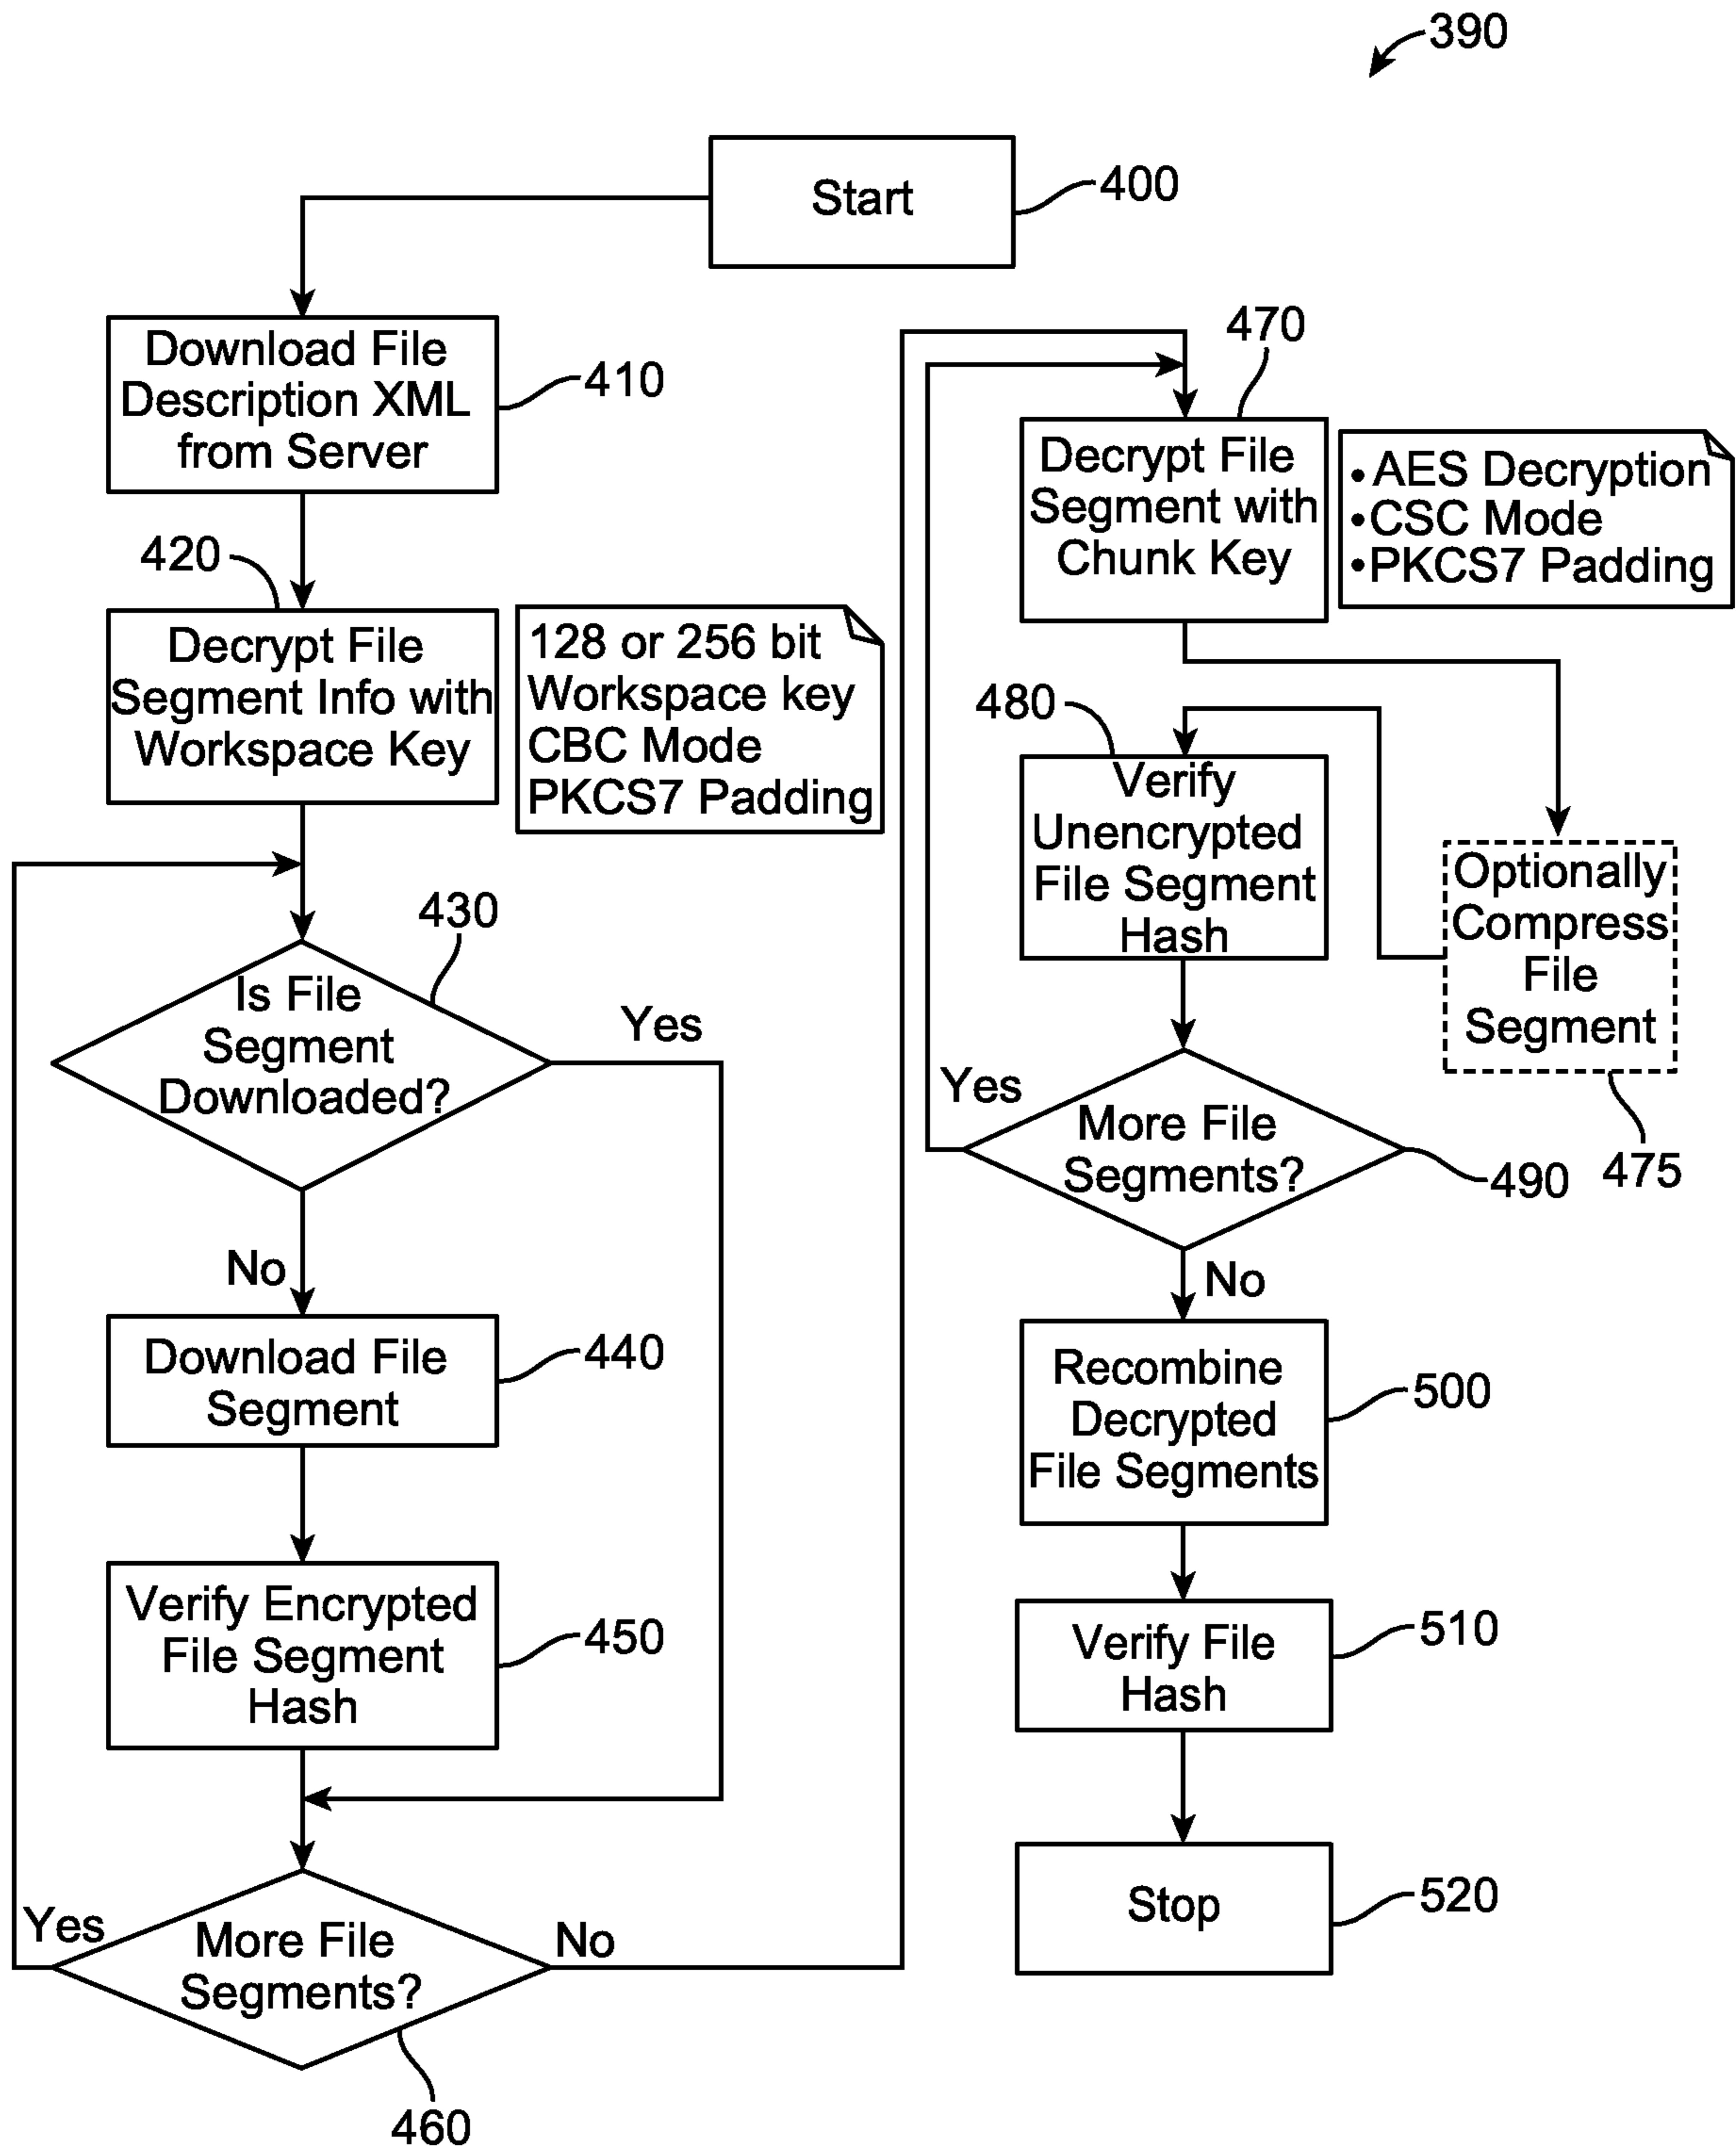 390
Start
400
Download File
Description XML
from Server
410
420
Decrypt File
Segment Info with
Workspace Key
128 or 256 bit
Workspace key
CBC Mode
PKCS7 Padding
430
Is File
Segment
Downloaded?
Yes
No
Download File
Segment
440
Verify Encrypted
File Segment
Hash
450
Yes
More File
Segments?
No
460
470
Decrypt File
Segment with
Chunk Key
• AES Decryption
• CSC Mode
• PKCS7 Padding
480
Verify
Unencrypted
File Segment
Hash
Optionally
Compress
File
Segment
475
Yes
More File
Segments?
490
No
Recombine
Decrypted
File Segments
500
Verify File
Hash
510
Stop
520